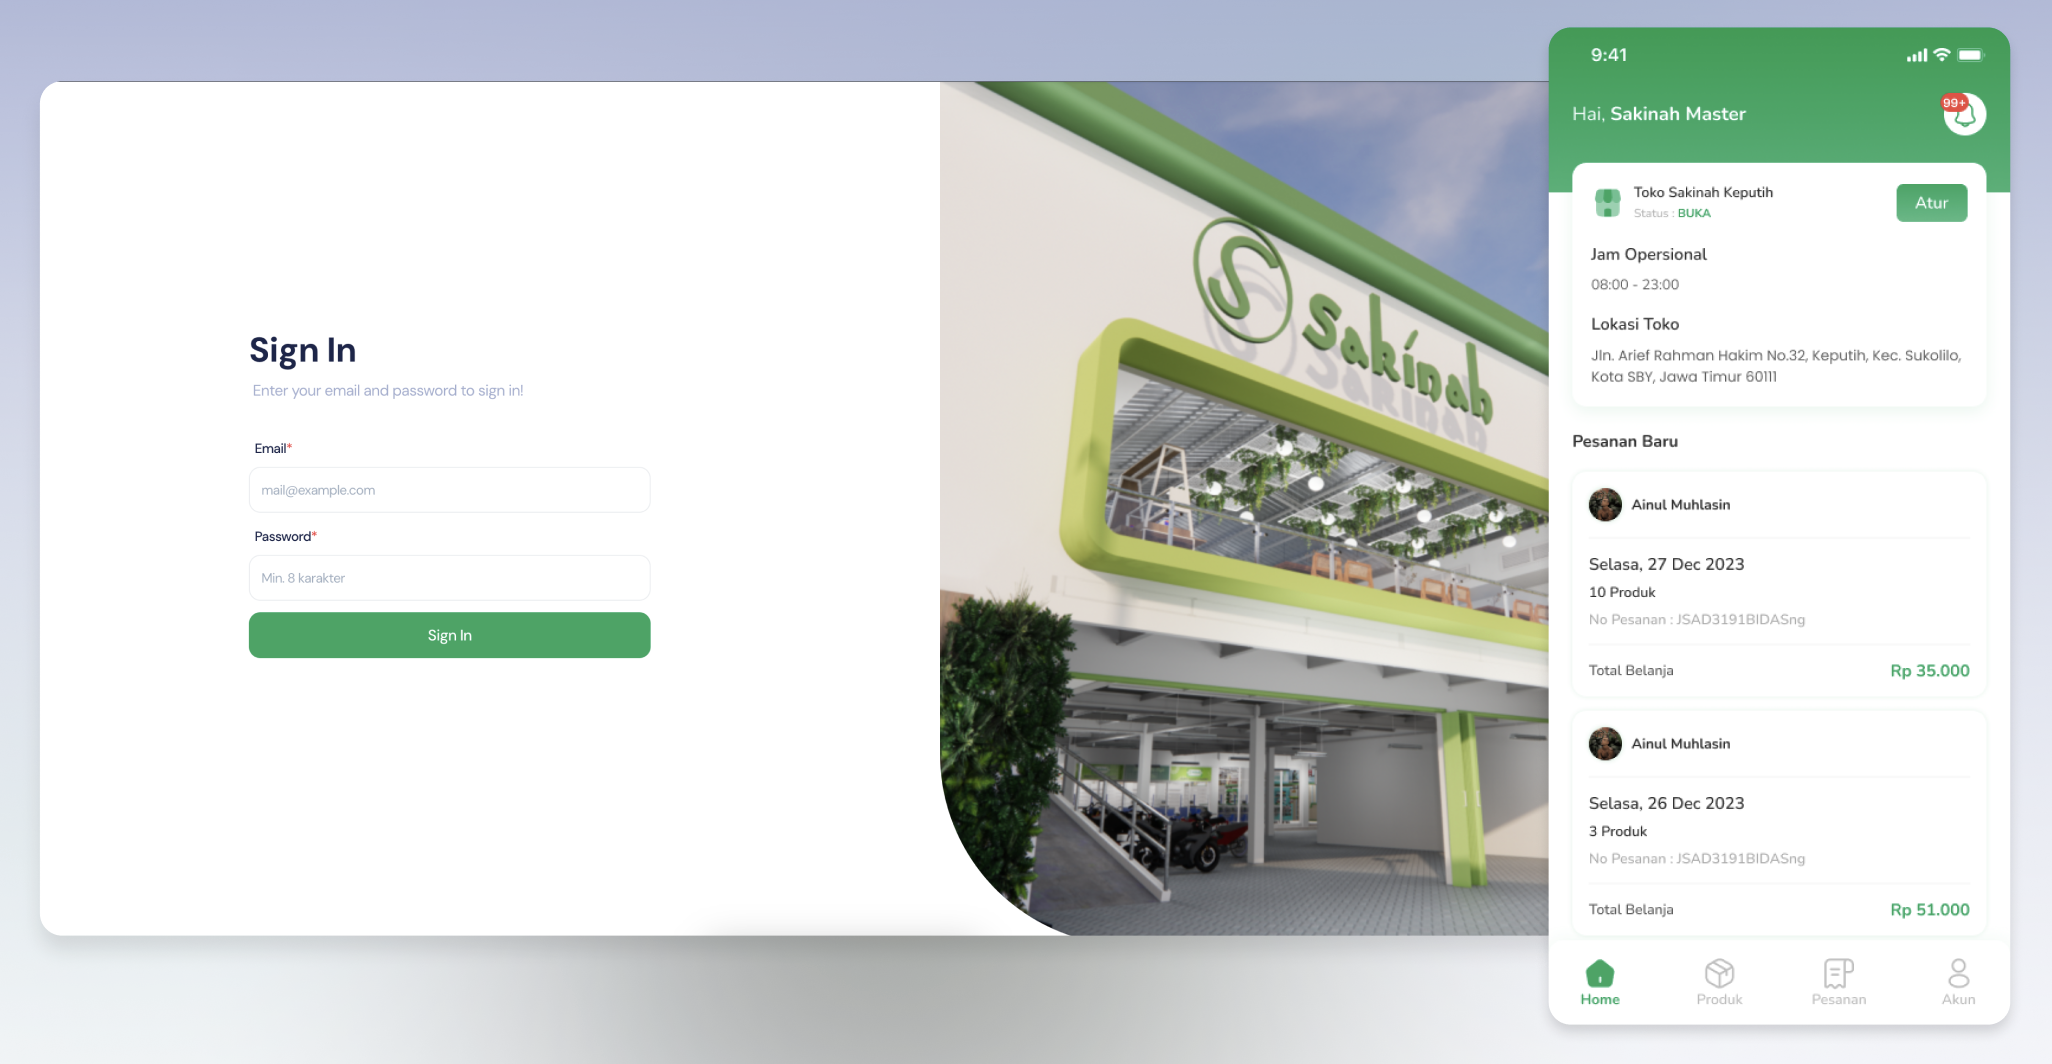 Sign In
Enter your email and password to sign in!
Email*
mail@example.com
Password*
Min. 8 karakter
Sign In
S Sakinah
9:41
Hai, Sakinah Master
99+
Toko Sakinah Keputih
Status : BUKA
Atur
Jam Opersional
08:00 - 23:00
Lokasi Toko
Jln. Arief Rahman Hakim No.32, Keputih, Kec. Sukolilo,
Kota SBY, Jawa Timur 60111
Pesanan Baru
Ainul Muhlasin
Selasa, 27 Dec 2023
10 Produk
No Pesanan : JSAD3191BIDASng
Total Belanja
Rp 35.000
Ainul Muhlasin
Selasa, 26 Dec 2023
3 Produk
No Pesanan : JSAD3191BIDASng
Total Belanja
Rp 51.000
Home
Produk
Pesanan
Akun